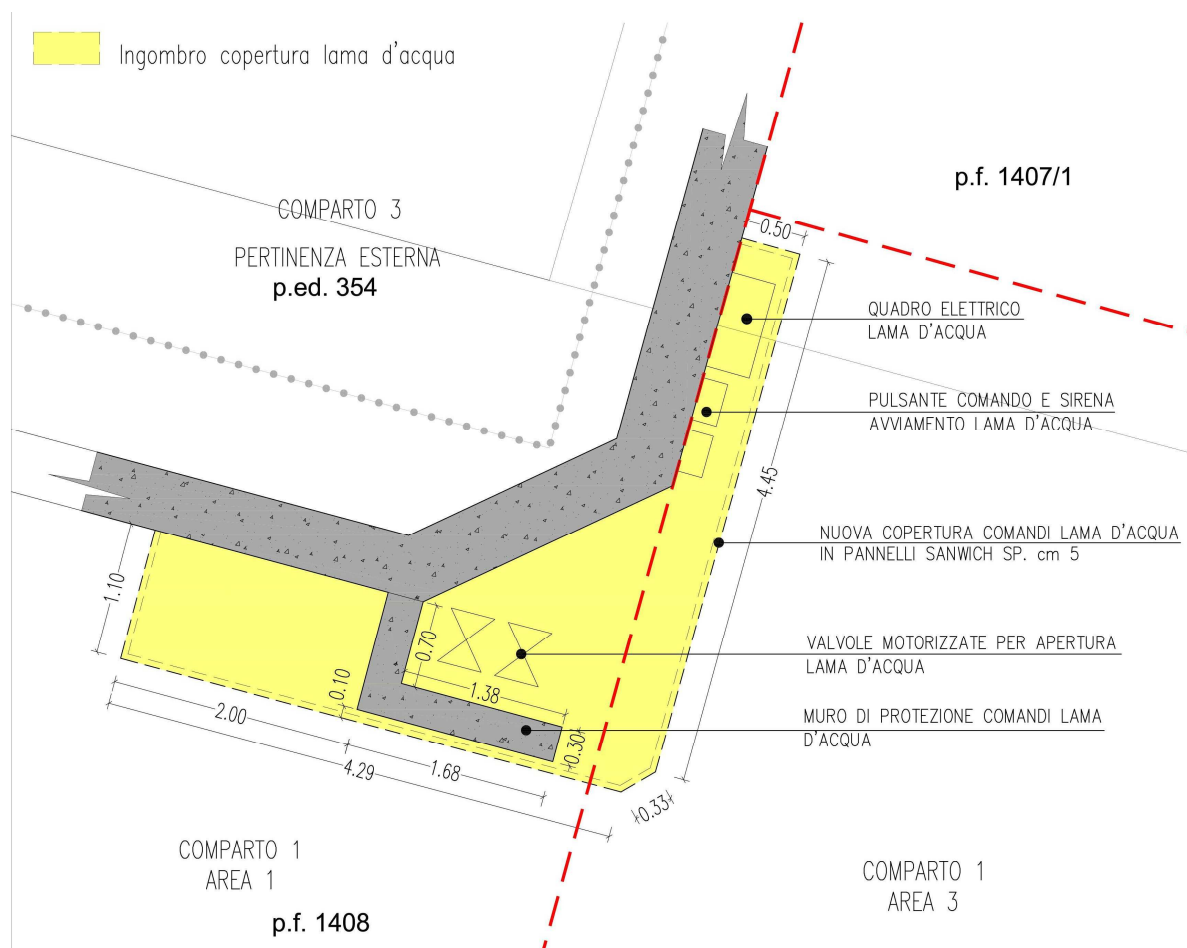 Ingombro copertura lama d'acqua
p.f. 1407/1
COMPARTO 3
PERTINENZA ESTERNA
p.ed. 354
0.50
QUADRO ELETTRICO
LAMA D'ACQUA
PULSANTE COMANDO E SIRENA
AVVIAMENTO LAMA D'ACQUA
4.45
NUOVA COPERTURA COMANDI LAMA D'ACQUA
IN PANNELLI SANWICH SP. cm 5
1.10
0.70
VALVOLE MOTORIZZATE PER APERTURA
LAMA D'ACQUA
0.10
1.38
MURO DI PROTEZIONE COMANDI LAMA
D'ACQUA
2.00
0.30
4.29
1.68
0.33
COMPARTO 1
AREA 1
p.f. 1408
COMPARTO 1
AREA 3